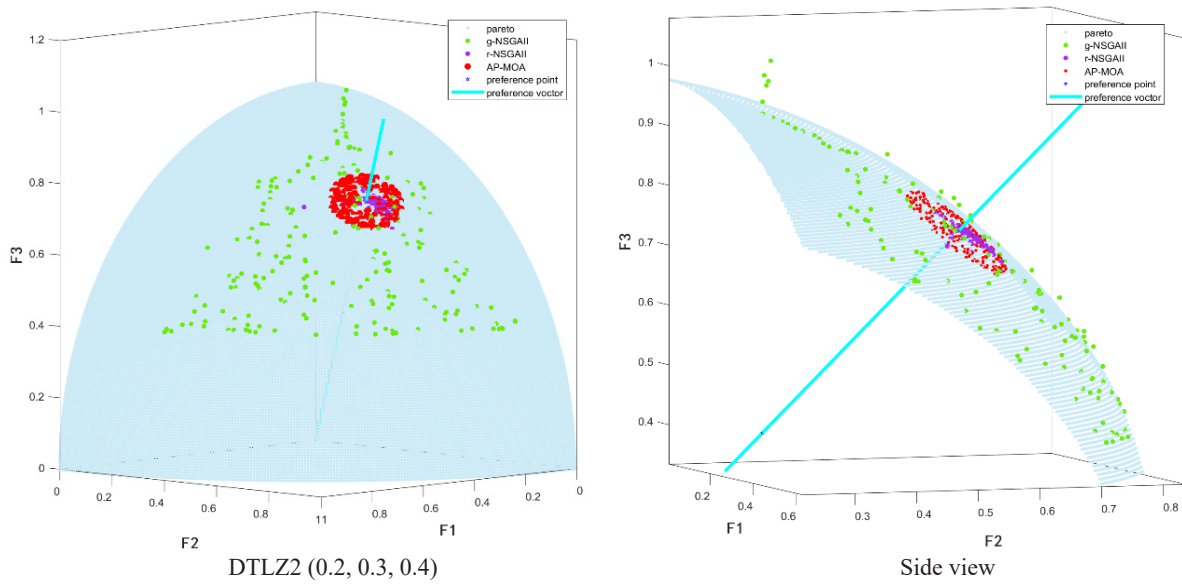 1.2
1
0.8
0.6
0.4
0.2
0
F3
pareto
g-NSGAII
r-NSGAII
AP-MOA
preference point
preference voctor
0
0.2
0.4
0.6
0.8
11
0.8
0.6
0.4
0.2
0
F2
F1
DTLZ2 (0.2, 0.3, 0.4)
1
0.9
0.8
0.7
0.6
0.5
0.4
F3
pareto
g-NSGAII
r-NSGAII
AP-MOA
preference point
preference voctor
0.2
0.4
0.6
0.3
0.4
0.5
0.6
0.7
0.8
F1
F2
Side view